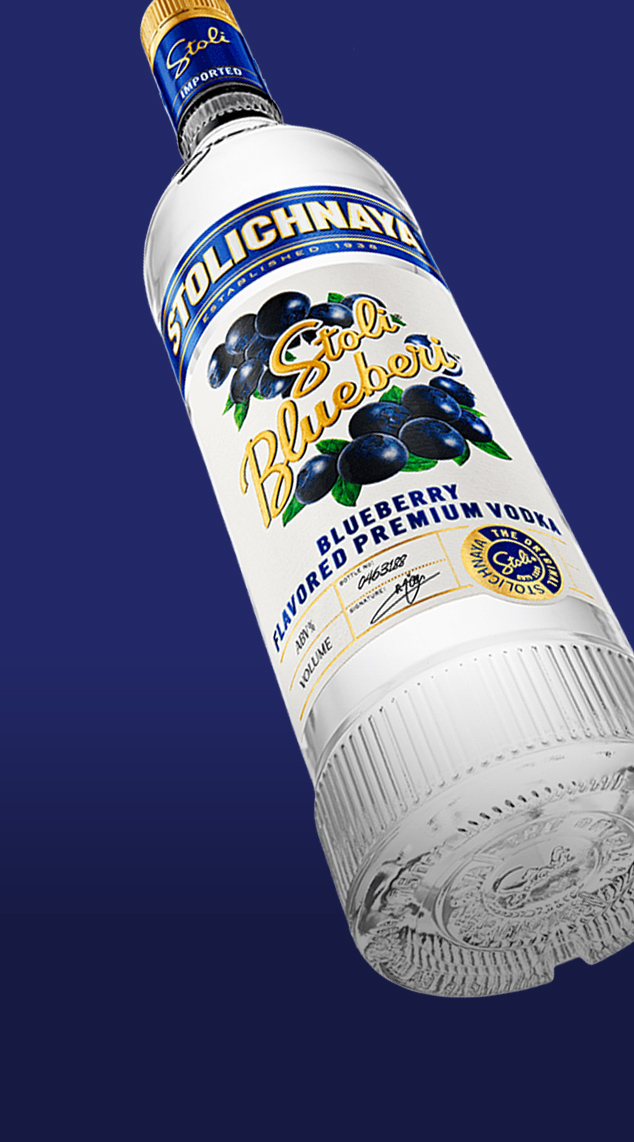 Stoli
IMPORTED
STOLICHNAYA
ESTABLISHED 1938
Stoli
Blueberi
BLUEBERRY
FLAVORED PREMIUM VODKA
ABV%
BOTTLE NO:
0463188
VOLUME
SIGNATURE:
THE ORIGINAL
Stoli
STOLICHNAYA